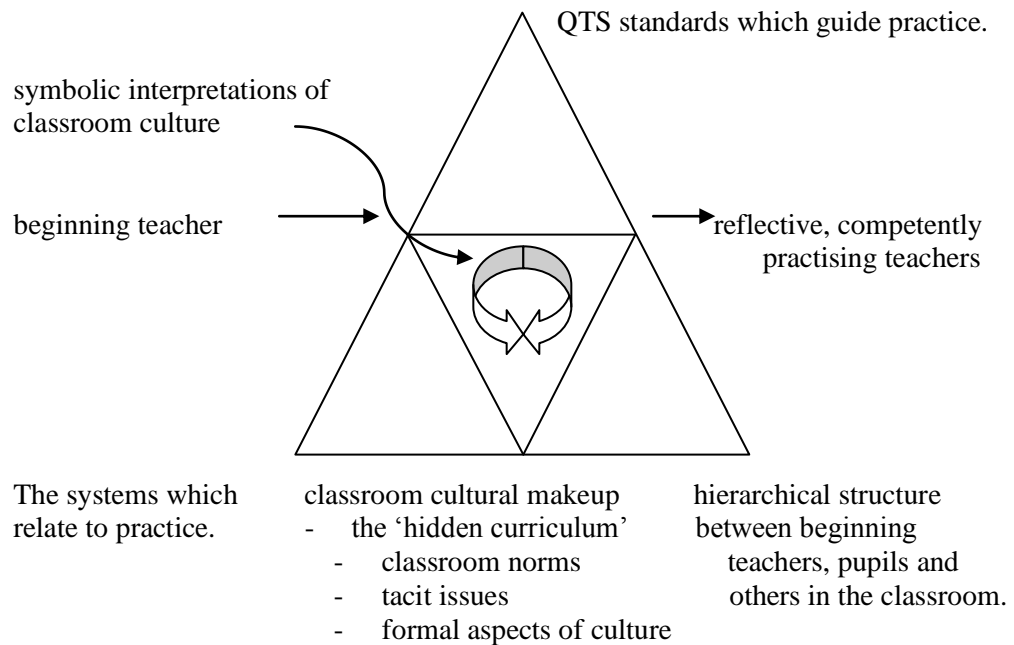 QTS standards which guide practice.
symbolic interpretations of
classroom culture
beginning teacher
reflective, competently
practising teachers
The systems which
relate to practice.
classroom cultural makeup
- the ‘hidden curriculum’
- classroom norms
- tacit issues
- formal aspects of culture
hierarchical structure
between beginning
teachers, pupils and
others in the classroom.